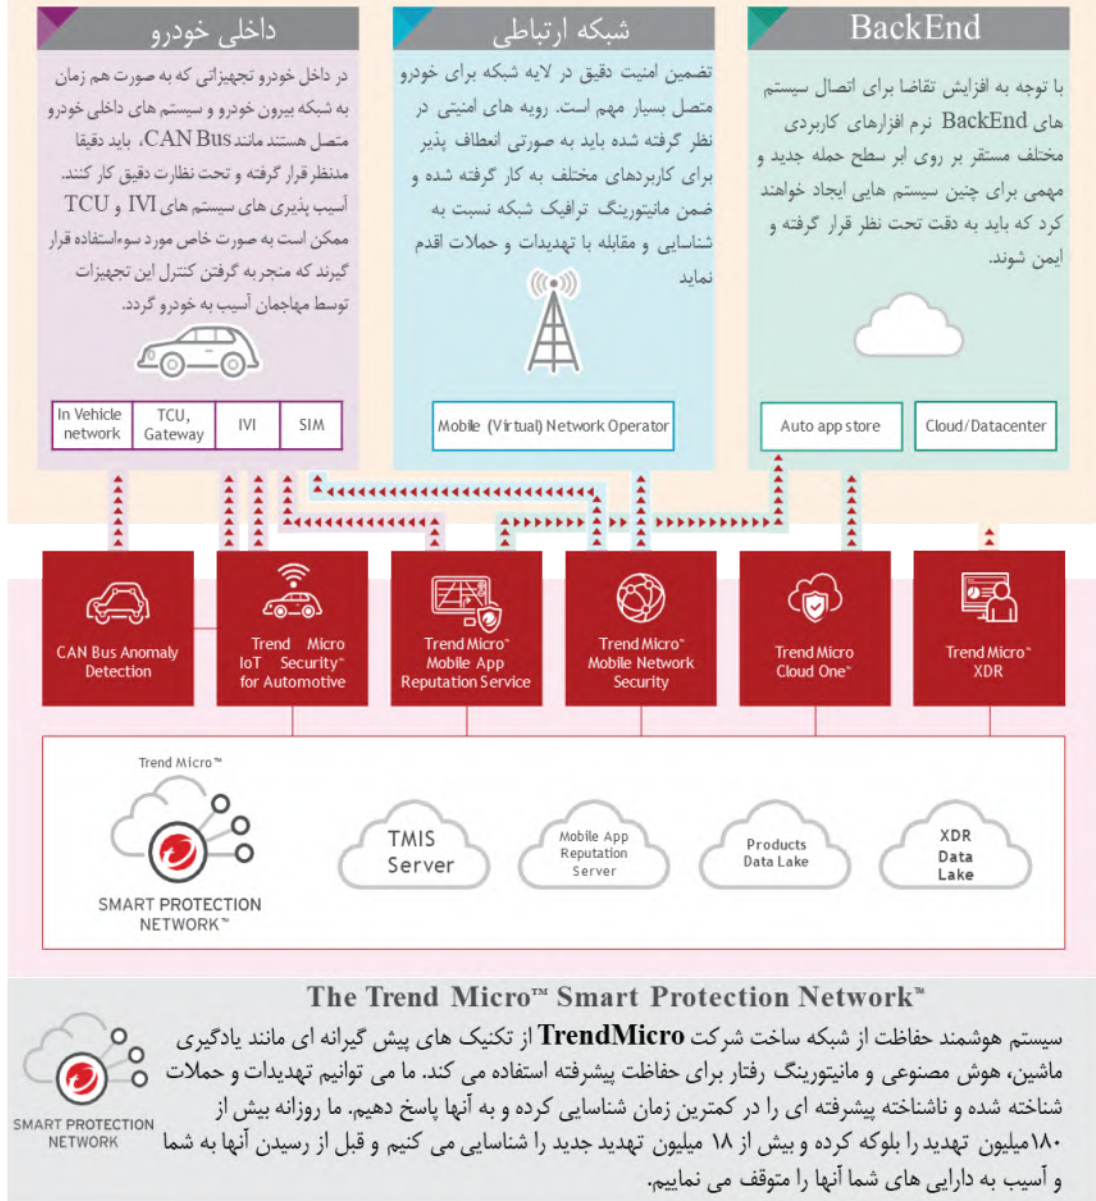 داخلی خودرو
در داخل خودرو تجهیزاتی که به صورت هم زمان
به شبکه بیرون خودرو و سیستم های داخلی خودرو
متصل هستند مانند CAN Bus، باید دقیقا
مدنظر قرار گرفته و تحت نظارت دقیق کار کنند.
آسیب پذیری های سیستم های IVI و TCU
ممکن است به صورت خاص مورد سوءاستفاده قرار
گیرند که منجر به گرفتن کنترل این تجهیزات
توسط مهاجمان آسیب به خودرو گردد.
In Vehicle
network
TCU,
Gateway
IVI
SIM
شبکه ارتباطی
تضمین امنیت دقیق در لایه شبکه برای خودرو
متصل بسیار مهم است. رویه های امنیتی در
نظر گرفته شده باید به صورتی انعطاف پذیر
برای کاربردهای مختلف به کار گرفته شده و
ضمن مانیتورینگ ترافیک شبکه نسبت به
شناسایی و مقابله با تهدیدات و حملات اقدم
نماید
Mobile (Virtual) Network Operator
BackEnd
با توجه به افزایش تقاضا برای اتصال سیستم
های BackEnd نرم افزارهای کاربردی
مختلف مستقر بر روی ابر سطح حمله جدید و
مهمی برای چنین سیستم هایی ایجاد خواهند
کرد که باید به دقت تحت نظر قرار گرفته و
ایمن شوند.
Auto app store
Cloud/Datacenter
CAN Bus Anomaly
Detection
Trend Micro
IoT Security™
for Automotive
Trend Micro™
Mobile App
Reputation Service
Trend Micro™
Mobile Network
Security
Trend Micro
Cloud One™
Trend Micro™
XDR
Trend Micro™
SMART PROTECTION
NETWORK™
TMIS
Server
Mobile App
Reputation
Server
Products
Data Lake
XDR
Data
Lake
The Trend Micro™ Smart Protection Network™
سیستم هوشمند حفاظت از شبکه ساخت شرکت TrendMicro از تکنیک های پیش گیرانه ای مانند یادگیری
ماشین، هوش مصنوعی و مانیتورینگ رفتار برای حفاظت پیشرفته استفاده می کند. ما می توانیم تهدیدات و حملات
شناخته شده و ناشناخته پیشرفته ای را در کمترین زمان شناسایی کرده و به آنها پاسخ دهیم. ما روزانه بیش از
۱۸۰میلیون تهدید را بلوکه کرده و بیش از ۱۸ میلیون تهدید جدید را شناسایی می کنیم و قبل از رسیدن آنها به شما
و آسیب به دارایی های شما آنها را متوقف می نماییم.
SMART PROTECTION
NETWORK